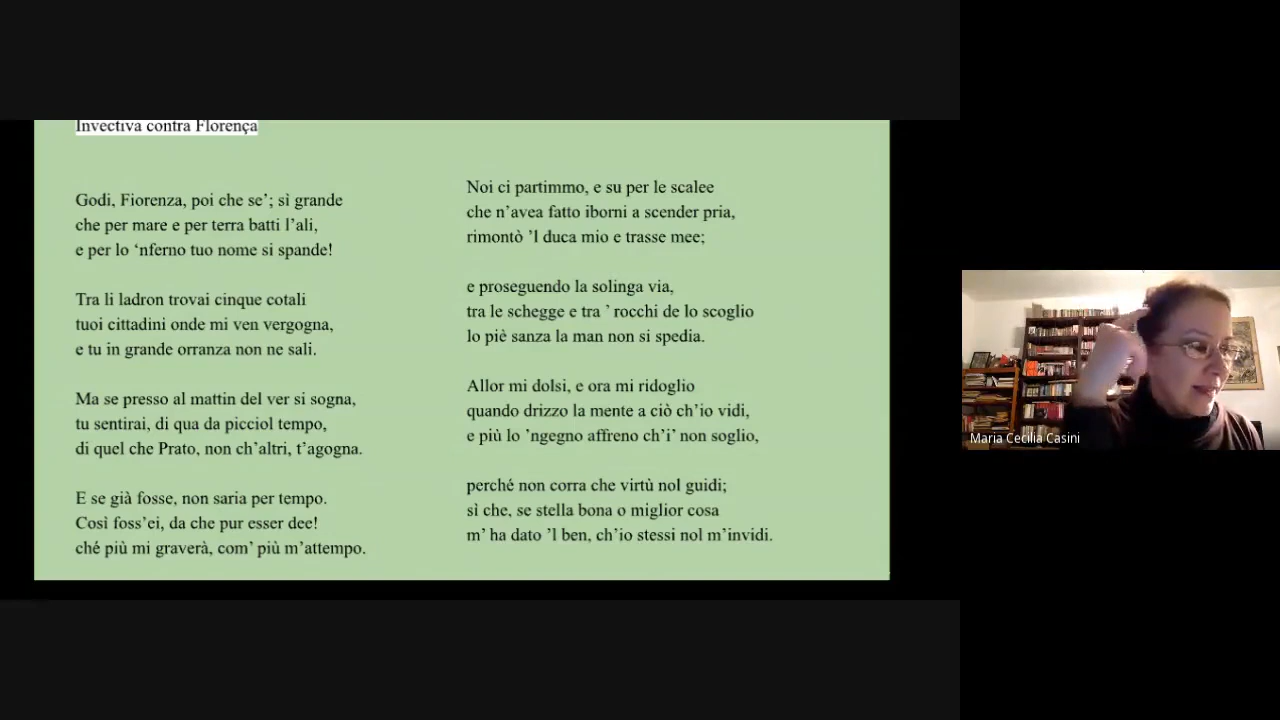 Invectiva contra Florença
Godi, Fiorenza, poi che se’; sì grande
che per mare e per terra batti l’ali,
e per lo ‘nferno tuo nome si spande!
Tra li ladron trovai cinque cotali
tuoi cittadini onde mi ven vergogna,
e tu in grande orranza non ne sali.
Ma se presso al mattin del ver si sogna,
tu sentirai, di qua da picciol tempo,
di quel che Prato, non ch’altri, t’agogna.
E se già fosse, non saria per tempo.
Così foss’ei, da che pur esser dee!
ché più mi graverà, com’ più m’attempo.
Noi ci partimmo, e su per le scalee
che n’avea fatto iborni a scender pria,
rimontò ’l duca mio e trasse mee;
e proseguendo la solinga via,
tra le schegge e tra ’ rocchi de lo scoglio
lo piè sanza la man non si spedia.
Allor mi dolsi, e ora mi ridoglio
quando drizzo la mente a ciò ch’io vidi,
e più lo ’ngegno affreno ch’i’ non soglio,
perché non corra che virtù nol guidi;
sì che, se stella bona o miglior cosa
m’ ha dato ’l ben, ch’io stessi nol m’invidi.
Maria Cecilia Casini